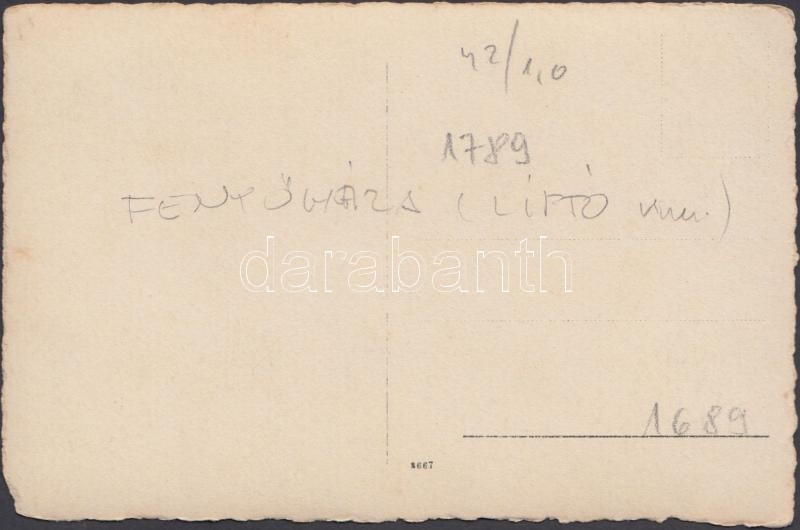 42/1,0
1789
FENYŐHÁZA (LIPTÓ vm.)
darabanth
1689
1667